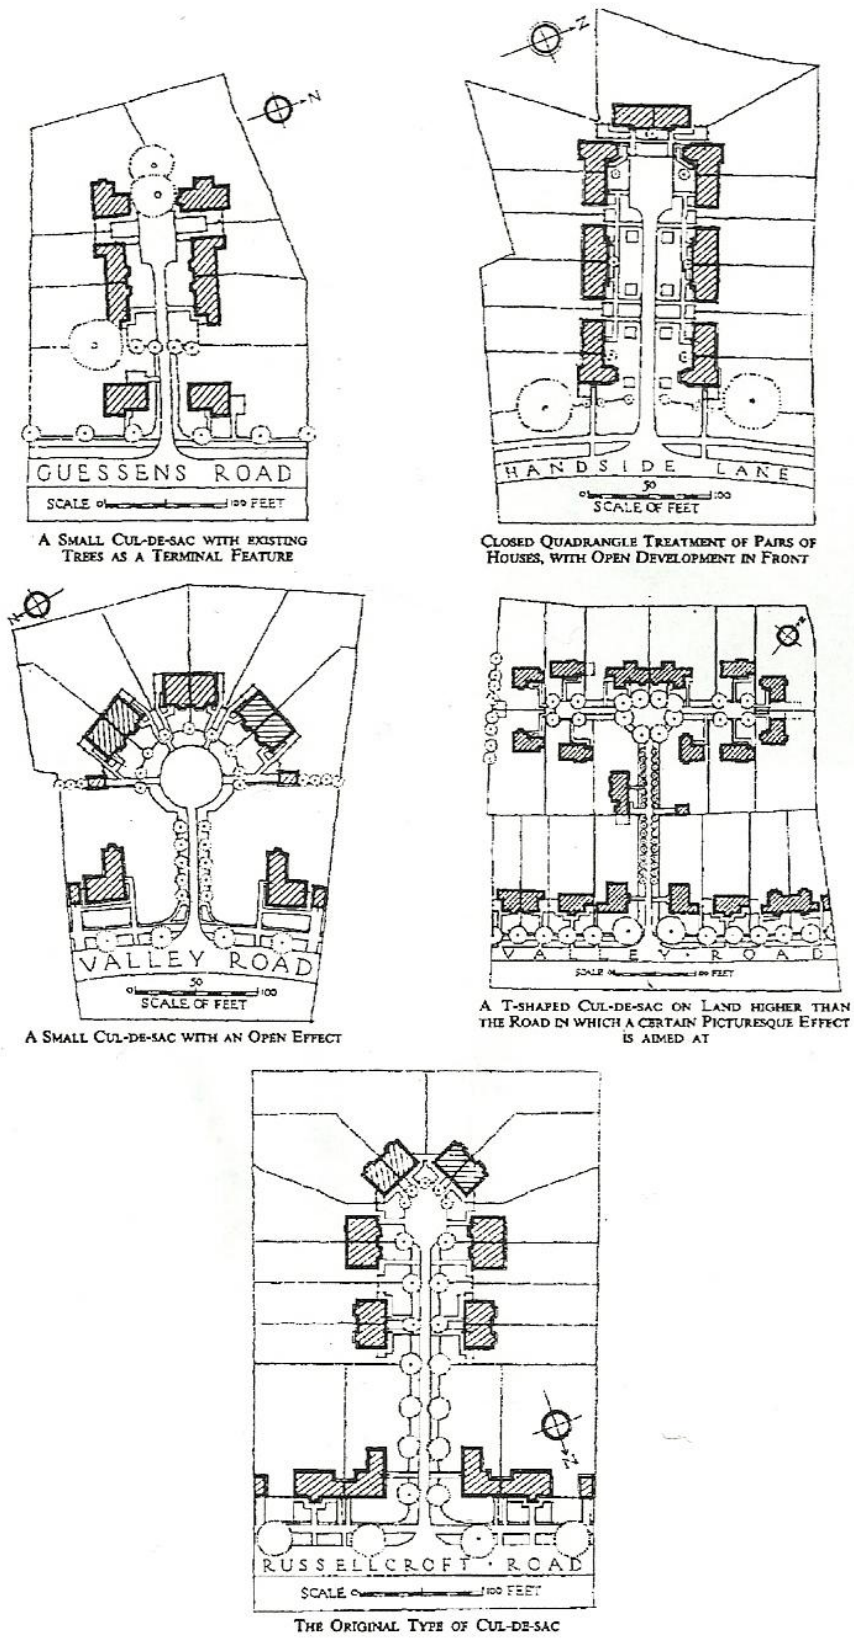 N
GUESSENS ROAD
SCALE 0 100 FEET
A SMALL CUL-DE-SAC WITH EXISTING
TREES AS A TERMINAL FEATURE
N
HANDSIDE LANE
50
0 100
SCALE OF FEET
CLOSED QUADRANGLE TREATMENT OF PAIRS OF
HOUSES, WITH OPEN DEVELOPMENT IN FRONT
N
VALLEY ROAD
50
0 100
SCALE OF FEET
A SMALL CUL-DE-SAC WITH AN OPEN EFFECT
N
VALLEY · ROAD
SCALE 0 100 FEET
A T-SHAPED CUL-DE-SAC ON LAND HIGHER THAN
THE ROAD IN WHICH A CERTAIN PICTURESQUE EFFECT
IS AIMED AT
N
RUSSELLCROFT · ROAD
SCALE 0 100 FEET
THE ORIGINAL TYPE OF CUL-DE-SAC